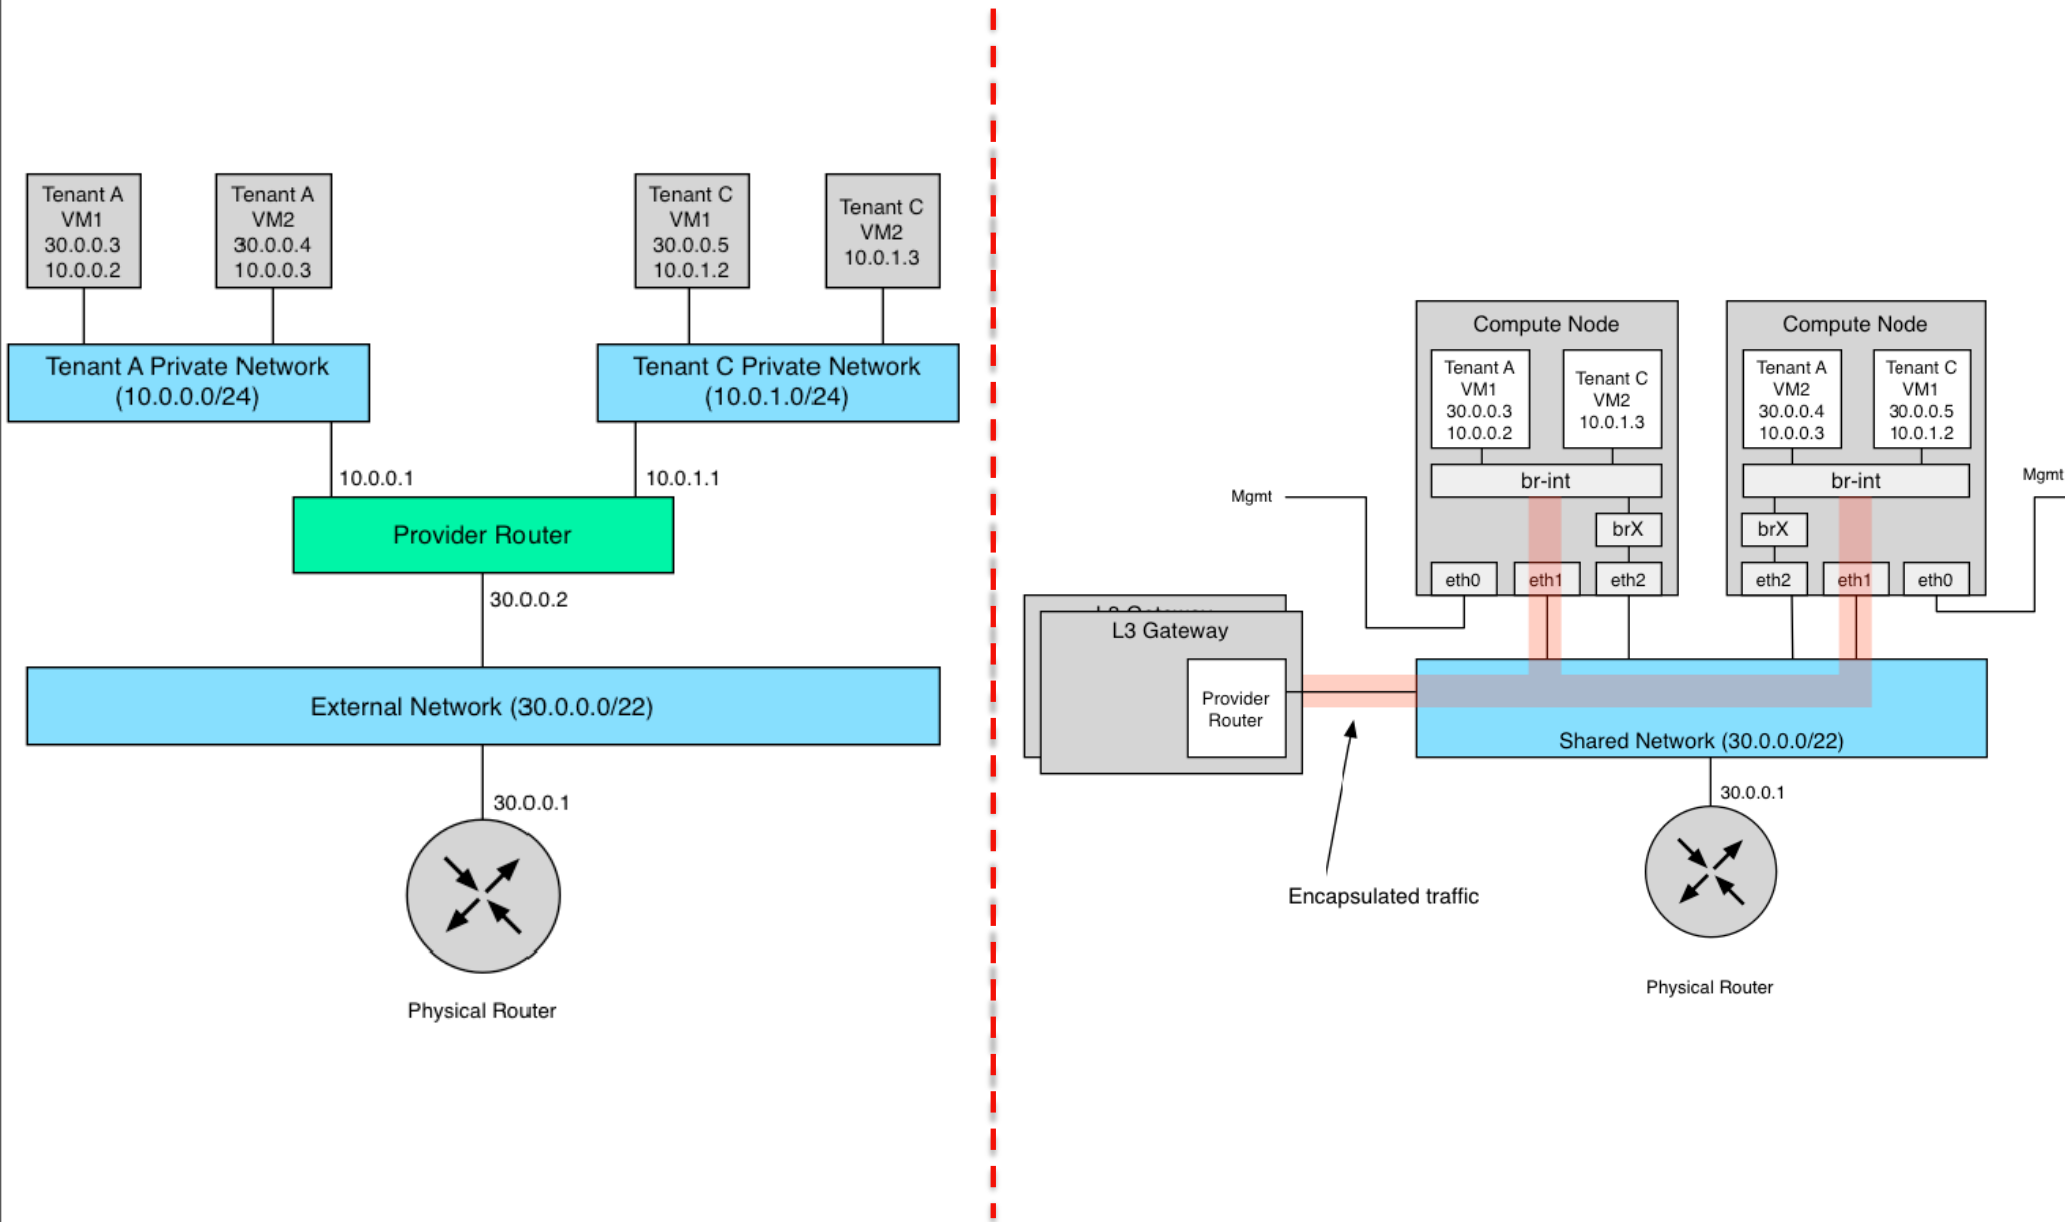 Tenant A
VM1
30.0.0.3
10.0.0.2
Tenant A
VM2
30.0.0.4
10.0.0.3
Tenant C
VM1
30.0.0.5
10.0.1.2
Tenant C
VM2
10.0.1.3
Tenant A Private Network
(10.0.0.0/24)
Tenant C Private Network
(10.0.1.0/24)
10.0.0.1
10.0.1.1
Provider Router
30.0.0.2
External Network (30.0.0.0/22)
30.0.0.1
Physical Router
Compute Node
Tenant A
VM1
30.0.0.3
10.0.0.2
Tenant C
VM2
10.0.1.3
br-int
brX
eth0
eth1
eth2
Mgmt
Compute Node
Tenant A
VM2
30.0.0.4
10.0.0.3
Tenant C
VM1
30.0.0.5
10.0.1.2
br-int
brX
eth2
eth1
eth0
Mgmt
L3 Gateway
L3 Gateway
Provider
Router
Shared Network (30.0.0.0/22)
30.0.0.1
Encapsulated traffic
Physical Router